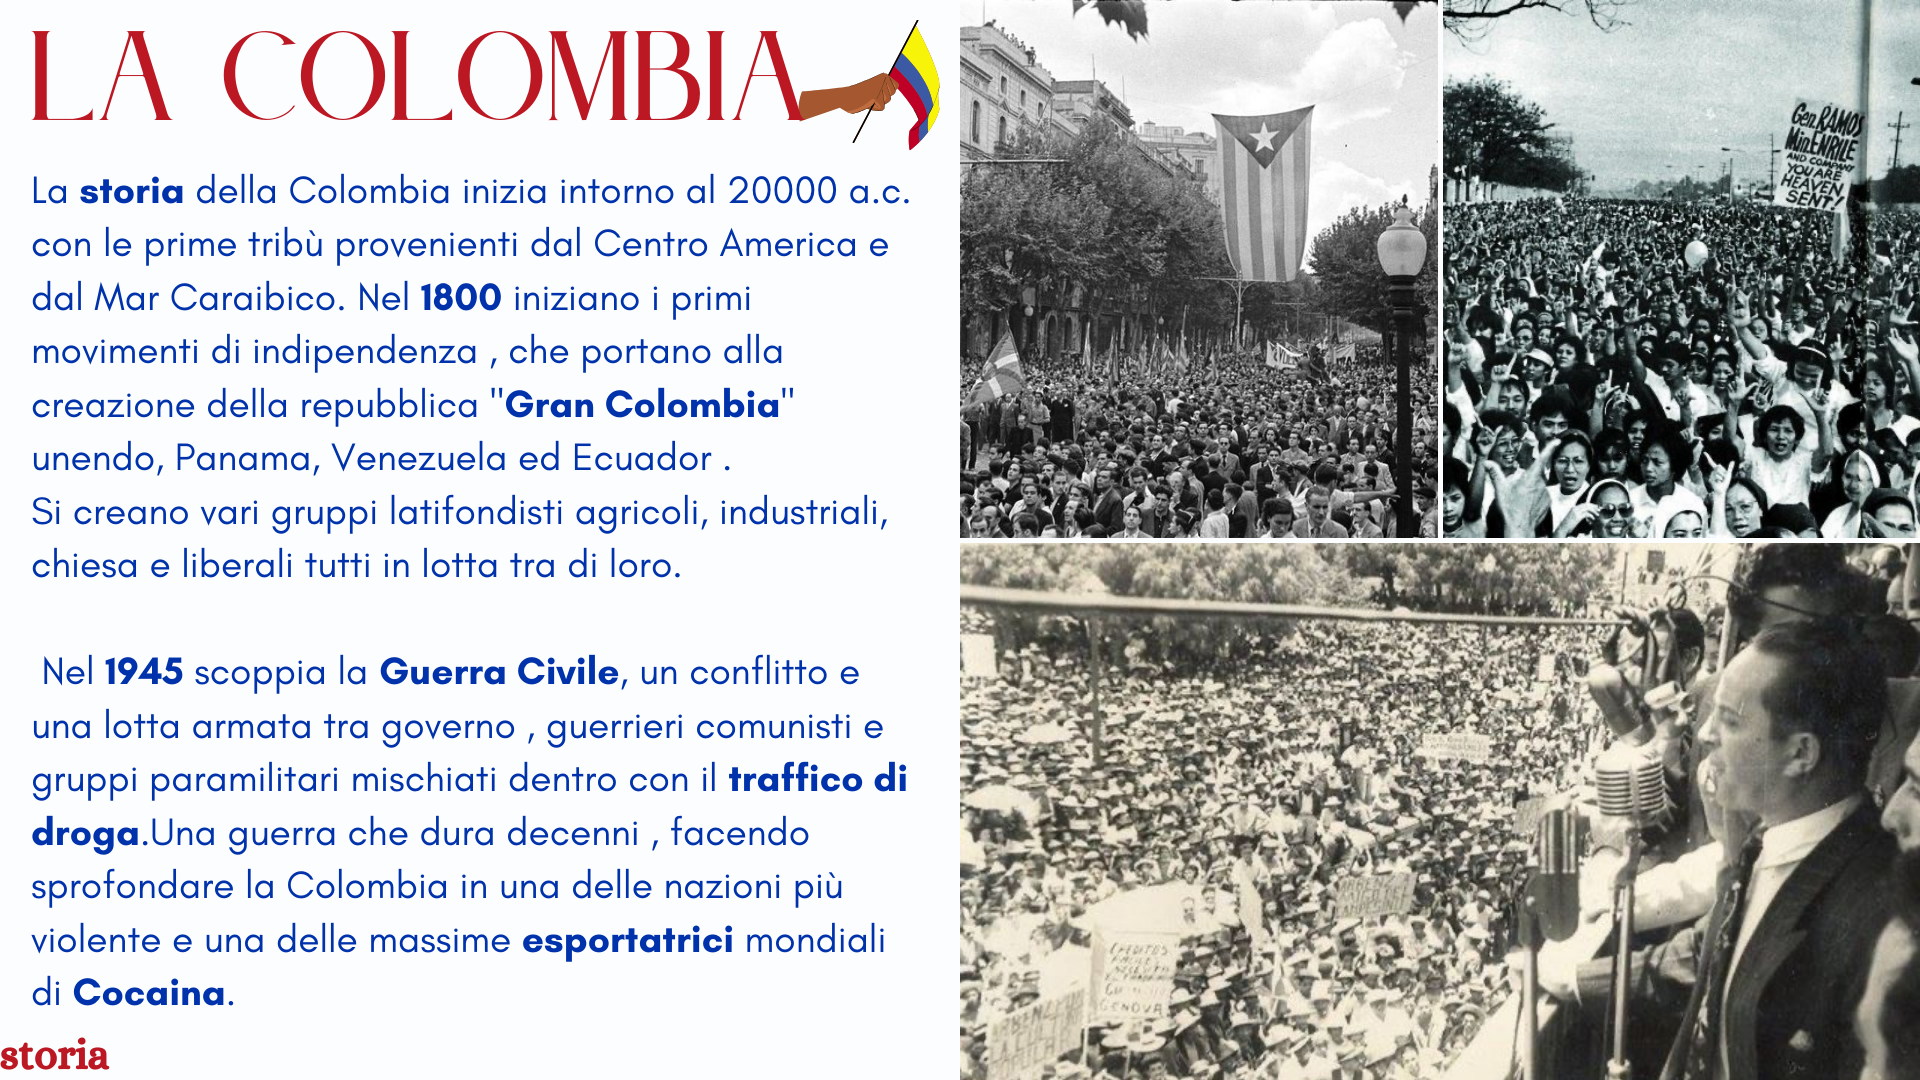 LA COLOMBIA
La storia della Colombia inizia intorno al 20000 a.c.
con le prime tribù provenienti dal Centro America e
dal Mar Caraibico. Nel 1800 iniziano i primi
movimenti di indipendenza , che portano alla
creazione della repubblica "Gran Colombia"
unendo, Panama, Venezuela ed Ecuador .
Si creano vari gruppi latifondisti agricoli, industriali,
chiesa e liberali tutti in lotta tra di loro.
Nel 1945 scoppia la Guerra Civile, un conflitto e
una lotta armata tra governo , guerrieri comunisti e
gruppi paramilitari mischiati dentro con il traffico di
droga.Una guerra che dura decenni , facendo
sprofondare la Colombia in una delle nazioni più
violente e una delle massime esportatrici mondiali
di Cocaina.
storia
Gen. RAMOS
Min. ENRILE
AND COMPANY
YOU ARE
HEAVEN
SENT!
CREDITOS
GENOVA